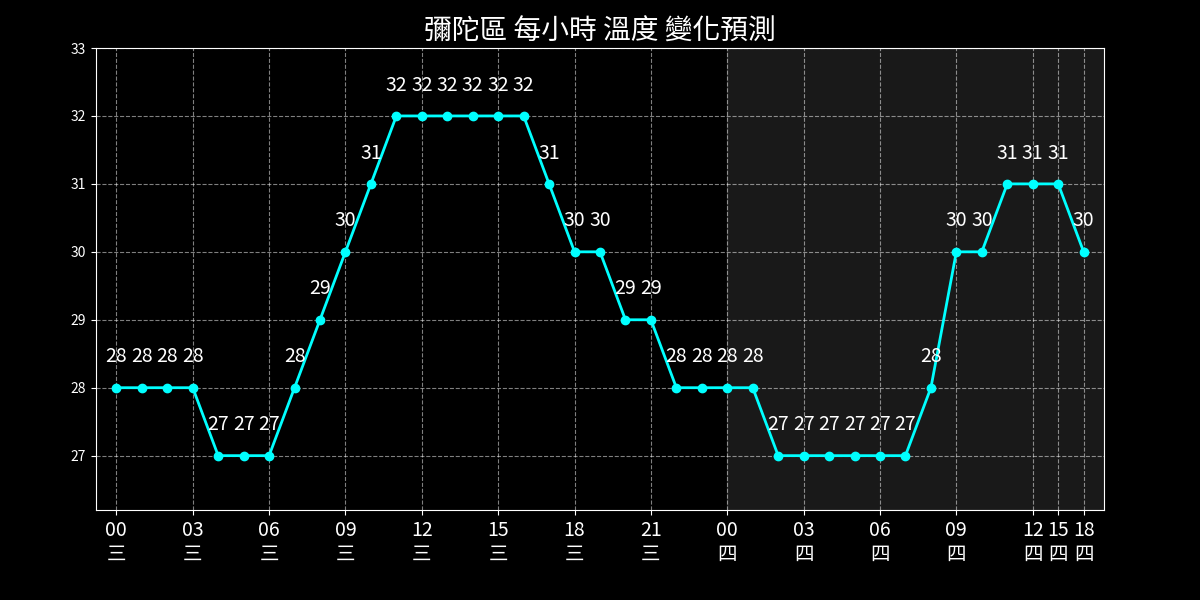 彌陀區 每小時 溫度 變化預測
33
32
31
30
29
28
27
32 32 32 32 32 32
31 31 31 31 31
30 30 30 30 30 30
29 29 29
28 28 28 28 28 28 28 28 28 28
27 27 27 27 27 27 27 27 27
00 03 06 09 12 15 18 21 00 03 06 09 12 15 18
三 三 三 三 三 三 三 三 四 四 四 四 四 四 四